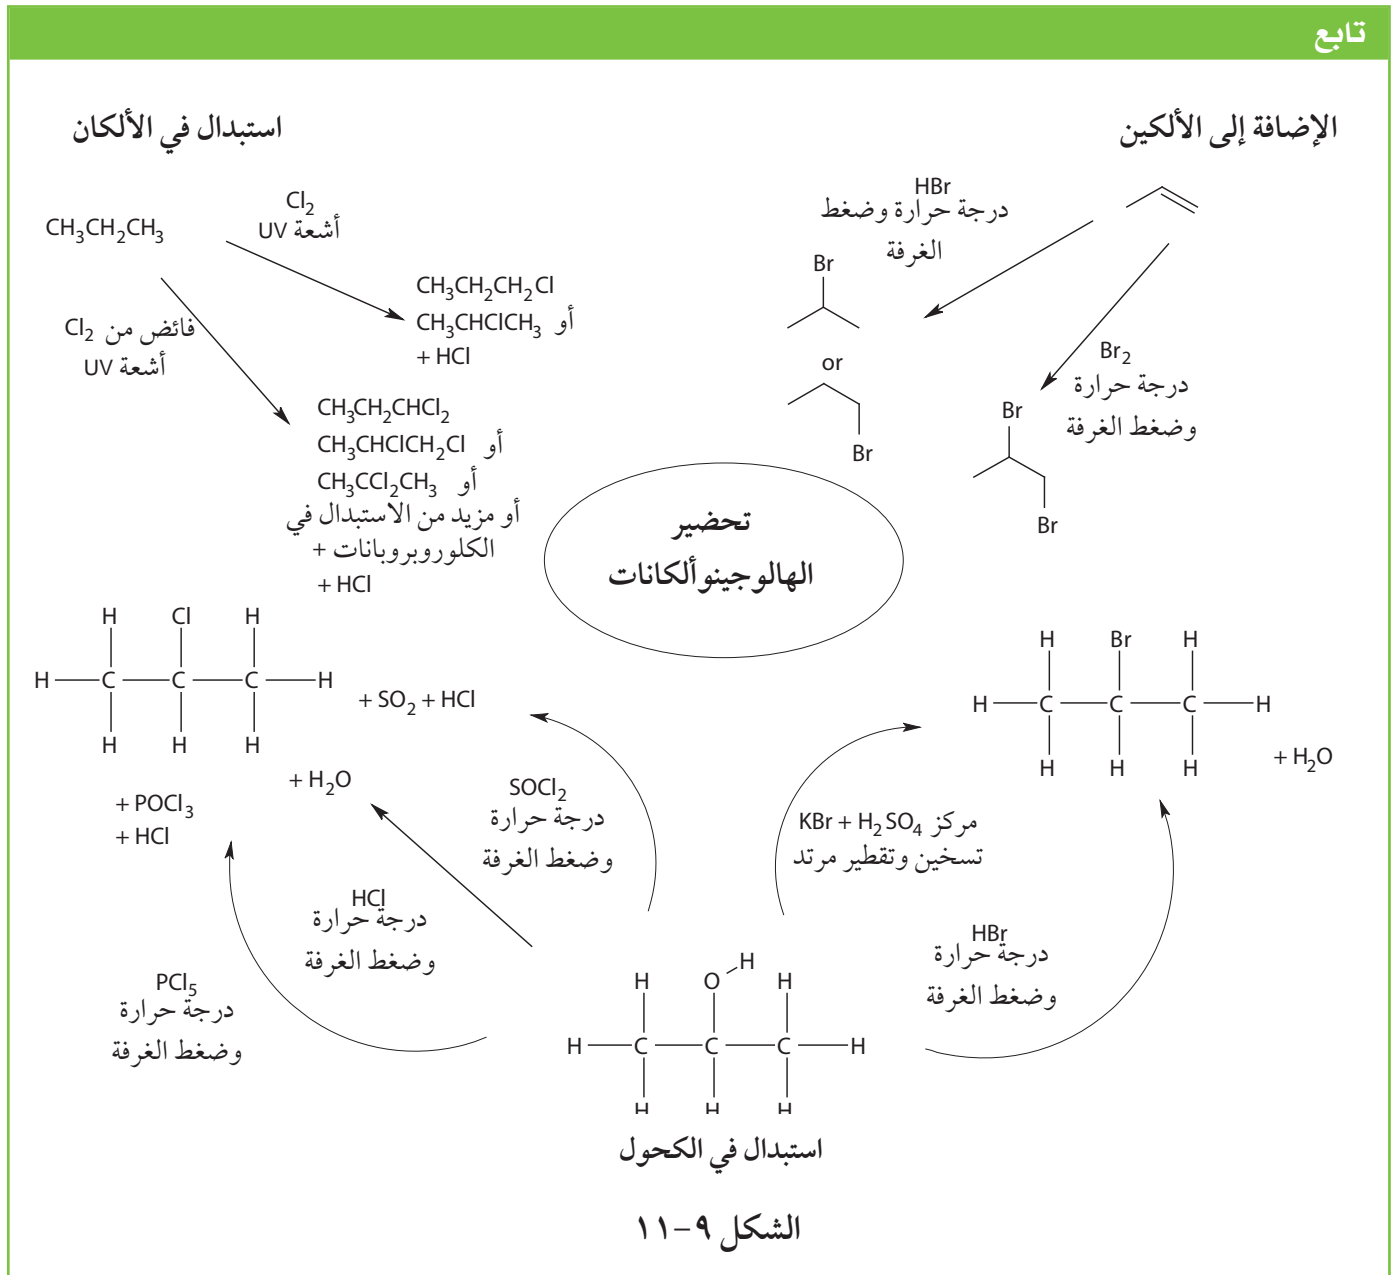 تابع
الإضافة إلى الألكين
HBr
درجة حرارة وضغط
الغرفة
Br
or
Br
Br₂
درجة حرارة
وضغط الغرفة
Br
Br
استبدال في الألكان
CH₃CH₂CH₃
Cl₂
أشعة UV
CH₃CH₂CH₂Cl
أو CH₃CHClCH₃
+ HCl
فائض من Cl₂
أشعة UV
CH₃CH₂CHCl₂
أو CH₃CHClCH₂Cl
أو CH₃CCl₂CH₃
أو مزيد من الاستبدال في
الكلوروبروبانات +
+ HCl
تحضير
الهالوجينوألكانات
H Cl H
H C C C H
H H H
+ SO₂ + HCl
+ H₂O
+ POCl₃
+ HCl
H Br H
H C C C H
H H H
+ H₂O
SOCl₂
درجة حرارة
وضغط الغرفة
KBr + H₂SO₄ مركز
تسخين وتقطير مرتد
HCl
درجة حرارة
وضغط الغرفة
HBr
درجة حرارة
وضغط الغرفة
PCl₅
درجة حرارة
وضغط الغرفة
H
H O H
H C C C H
H H H
استبدال في الكحول
الشكل ٩-١١